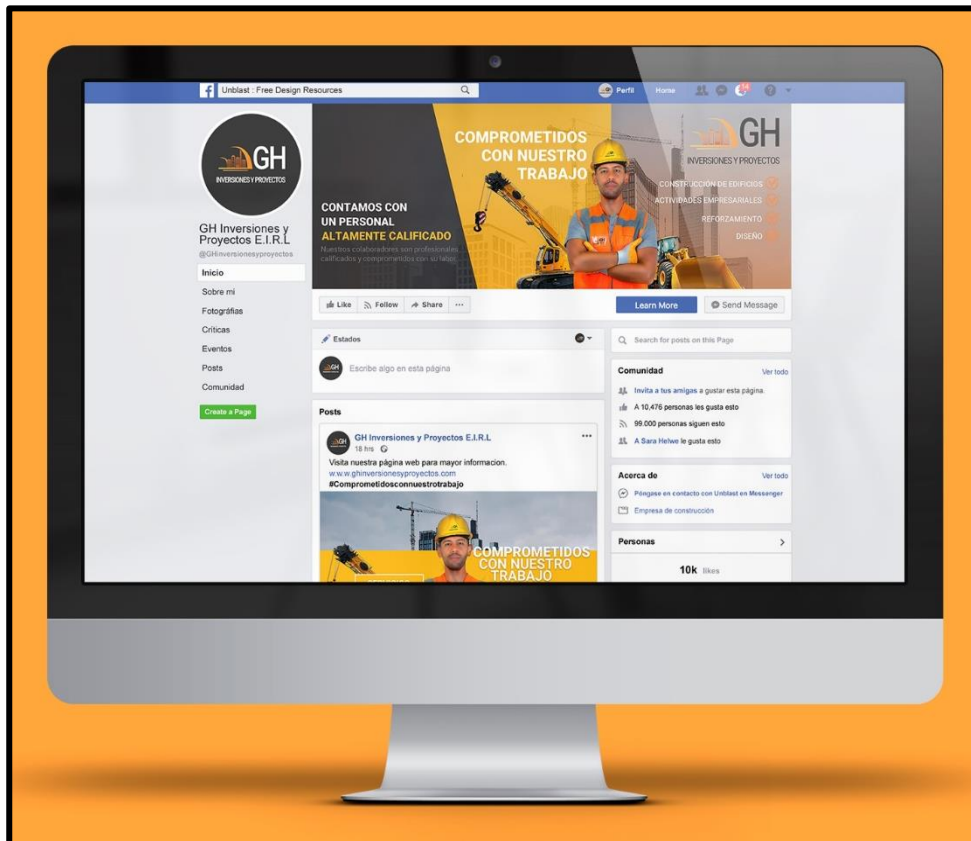 Unblast : Free Design Resources
Perfil Home
GH
INVERSIONES Y PROYECTOS
GH Inversiones y
Proyectos E.I.R.L
@GHinversionesyproyectos
Inicio
Sobre mi
Fotográfias
Críticas
Eventos
Posts
Comunidad
Create a Page
CONTAMOS CON
UN PERSONAL
ALTAMENTE CALIFICADO
Nuestros colaboradores son profesionales
calificados y comprometidos con su labor.
COMPROMETIDOS
CON NUESTRO
TRABAJO
GH
INVERSIONES Y PROYECTOS
CONSTRUCCIÓN DE EDIFICIOS
ACTIVIDADES EMPRESARIALES
REFORZAMIENTO
DISEÑO
Like Follow Share
Learn More Send Message
Estados
Escribe algo en esta página
Posts
GH Inversiones y Proyectos E.I.R.L
18 hrs
Visita nuestra página web para mayor informacion.
www.ghinversionesyproyectos.com
#Comprometidosconnuestrotrabajo
COMPROMETIDOS
CON NUESTRO
TRABAJO
Search for posts on this Page
Comunidad Ver todo
Invita a tus amigas a gustar esta página.
A 10,476 personas les gusta esto
99.000 personas siguen esto
A Sara Helwe le gusta esto
Acerca de Ver todo
Póngase en contacto con Unblast en Messenger
Empresa de construcción
Personas
10k likes